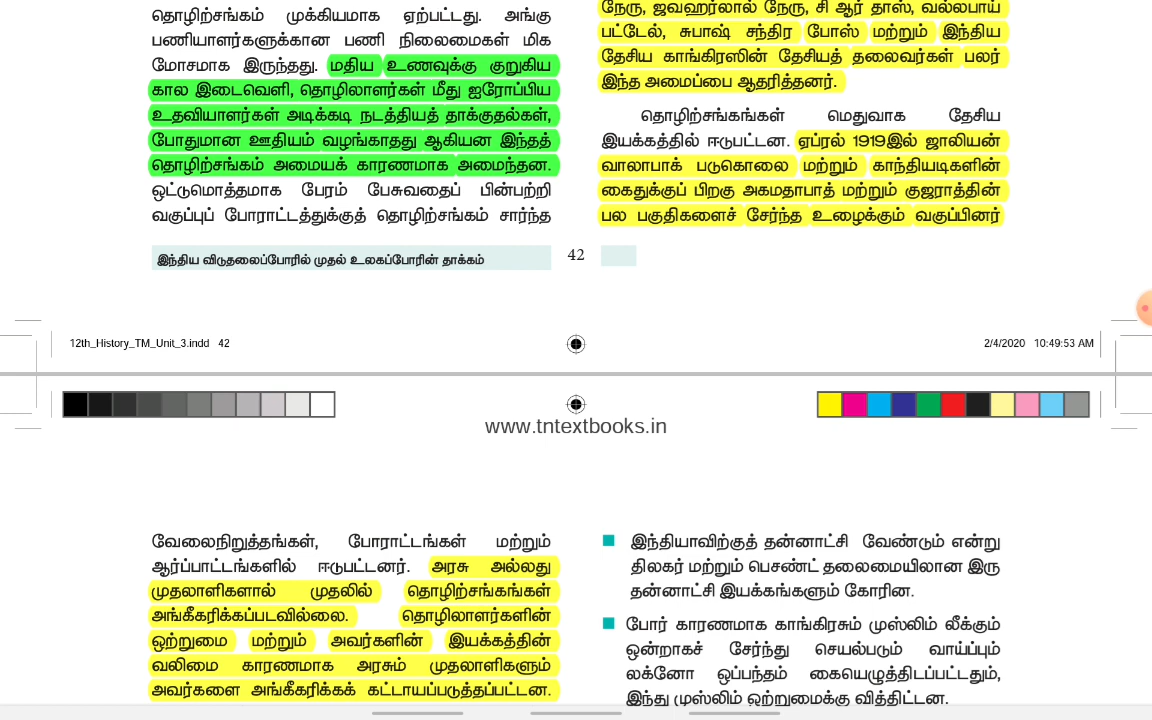 தொழிற்சங்கம் முக்கியமாக ஏற்பட்டது. அங்கு
பணியாளர்களுக்கான பணி நிலைமைகள் மிக
மோசமாக இருந்தது. மதிய உணவுக்கு குறுகிய
கால இடைவெளி, தொழிலாளர்கள் மீது ஐரோப்பிய
உதவியாளர்கள் அடிக்கடி நடத்தியத் தாக்குதல்கள்,
போதுமான ஊதியம் வழங்காதது ஆகியன இந்தத்
தொழிற்சங்கம் அமையக் காரணமாக அமைந்தன.
ஒட்டுமொத்தமாக பேரம் பேசுவதைப் பின்பற்றி
வகுப்புப் போராட்டத்துக்குத் தொழிற்சங்கம் சார்ந்த
நேரு, ஜவஹர்லால் நேரு, சி ஆர் தாஸ், வல்லபாய்
பட்டேல், சுபாஷ் சந்திர போஸ் மற்றும் இந்திய
தேசிய காங்கிரஸின் தேசியத் தலைவர்கள் பலர்
இந்த அமைப்பை ஆதரித்தனர்.
தொழிற்சங்கங்கள் மெதுவாக தேசிய
இயக்கத்தில் ஈடுபட்டன. ஏப்ரல் 1919இல் ஜாலியன்
வாலாபாக் படுகொலை மற்றும் காந்தியடிகளின்
கைதுக்குப் பிறகு அகமதாபாத் மற்றும் குஜராத்தின்
பல பகுதிகளைச் சேர்ந்த உழைக்கும் வகுப்பினர்
இந்திய விடுதலைப்போரில் முதல் உலகப்போரின் தாக்கம்
42
12th_History_TM_Unit_3.indd 42
2/4/2020 10:49:53 AM
www.tntextbooks.in
வேலைநிறுத்தங்கள், போராட்டங்கள் மற்றும்
ஆர்ப்பாட்டங்களில் ஈடுபட்டனர். அரசு அல்லது
முதலாளிகளால் முதலில் தொழிற்சங்கங்கள்
அங்கீகரிக்கப்படவில்லை. தொழிலாளர்களின்
ஒற்றுமை மற்றும் அவர்களின் இயக்கத்தின்
வலிமை காரணமாக அரசும் முதலாளிகளும்
அவர்களை அங்கீகரிக்கக் கட்டாயப்படுத்தப்பட்டன.
இந்தியாவிற்குத் தன்னாட்சி வேண்டும் என்று
திலகர் மற்றும் பெசண்ட் தலைமையிலான இரு
தன்னாட்சி இயக்கங்களும் கோரின.
போர் காரணமாக காங்கிரசும் முஸ்லிம் லீக்கும்
ஒன்றாகச் சேர்ந்து செயல்படும் வாய்ப்பும்
லக்னோ ஒப்பந்தம் கையெழுத்திடப்பட்டதும்,
இந்து முஸ்லிம் ஒற்றுமைக்கு வித்திட்டன.